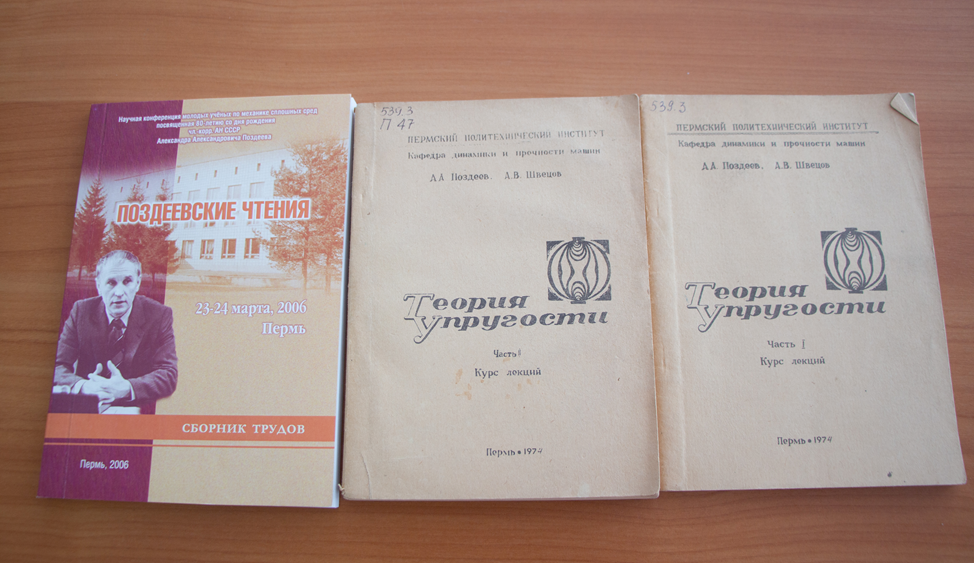 Научная конференция молодых учёных по механике сплошных сред
посвященная 80-летию со дня рождения
чл.-корр. АН СССР
Александра Александровича Поздеева
ПОЗДЕЕВСКИЕ ЧТЕНИЯ
23-24 марта, 2006
Пермь
СБОРНИК ТРУДОВ
Пермь, 2006
539.3
П 47
ПЕРМСКИЙ ПОЛИТЕХНИЧЕСКИЙ ИНСТИТУТ
Кафедра динамики и прочности машин
А.А. Поздеев, А.В. Швецов
Теория
Упругости
Часть
Курс лекций
Пермь • 1974
539.3
ПЕРМСКИЙ ПОЛИТЕХНИЧЕСКИЙ ИНСТИТУТ
Кафедра динамики и прочности машин
А.А. Поздеев, А.В. Швецов
Теория
Упругости
Часть I
Курс лекций
Пермь • 1974